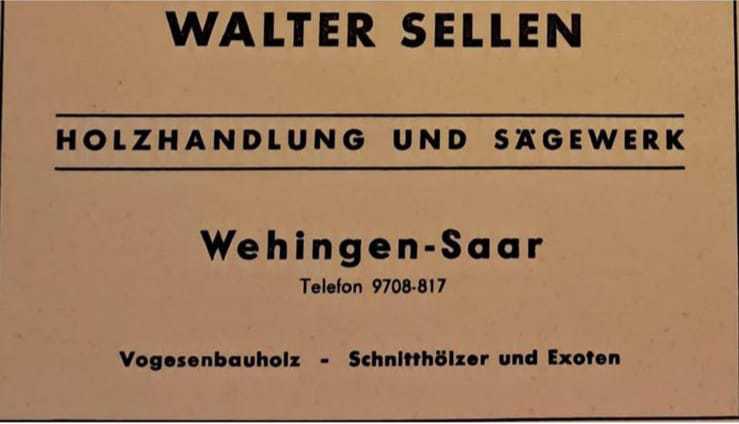 WALTER SELLEN
HOLZHANDLUNG UND SÄGEWERK
Wehingen-Saar
Telefon 9708-817
Vogesenbauholz - Schnitthölzer und Exoten